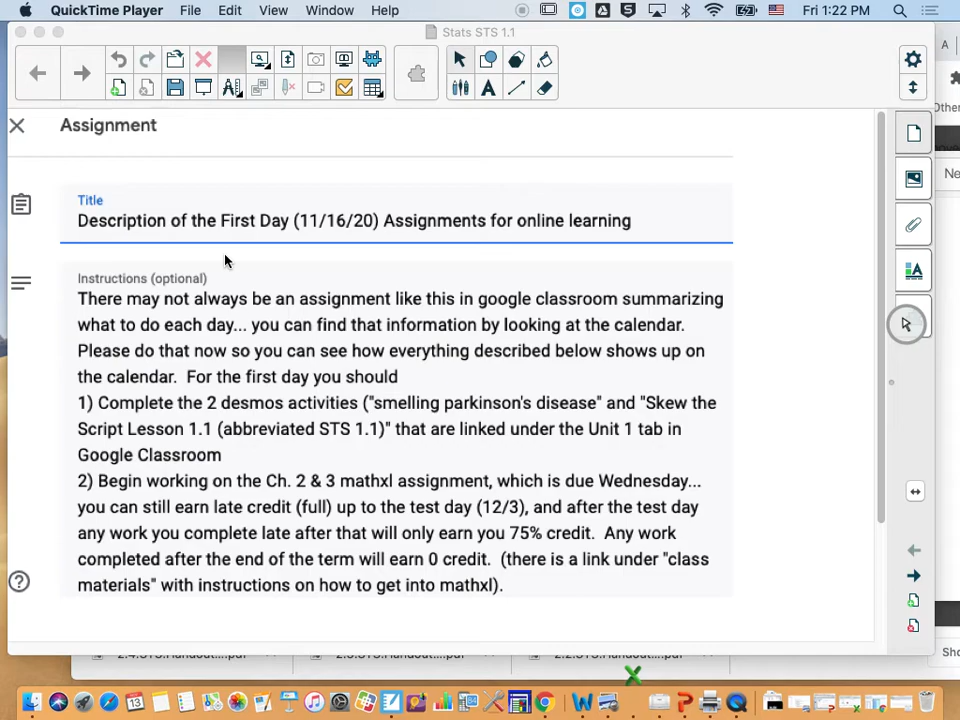 QuickTime Player File Edit View Window Help Fri 1:22 PM
Stats STS 1.1
Assignment
Title
Description of the First Day (11/16/20) Assignments for online learning
Instructions (optional)
There may not always be an assignment like this in google classroom summarizing
what to do each day... you can find that information by looking at the calendar.
Please do that now so you can see how everything described below shows up on
the calendar. For the first day you should
1) Complete the 2 desmos activities ("smelling parkinson's disease" and "Skew the
Script Lesson 1.1 (abbreviated STS 1.1)" that are linked under the Unit 1 tab in
Google Classroom
2) Begin working on the Ch. 2 & 3 mathxl assignment, which is due Wednesday...
you can still earn late credit (full) up to the test day (12/3), and after the test day
any work you complete late after that will only earn you 75% credit. Any work
completed after the end of the term will earn 0 credit. (there is a link under "class
materials" with instructions on how to get into mathxl).